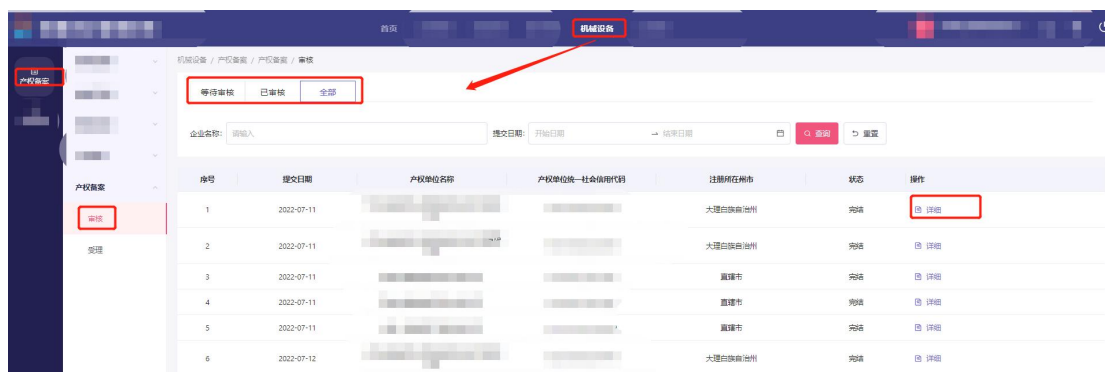 首页 机械设备
产权备案
机械设备 / 产权备案 / 产权备案 / 审核
等待审核 已审核 全部
企业名称: 请输入 提交日期: 开始日期 → 结束日期 查询 重置
序号 提交日期 产权单位名称 产权单位统一社会信用代码 注册所在州市 状态 操作
产权备案
审核
受理
1 2022-07-11 大理白族自治州 完结 详细
2 2022-07-11 大理白族自治州 完结 详细
3 2022-07-11 直辖市 完结 详细
4 2022-07-11 直辖市 完结 详细
5 2022-07-11 直辖市 完结 详细
6 2022-07-12 大理白族自治州 完结 详细